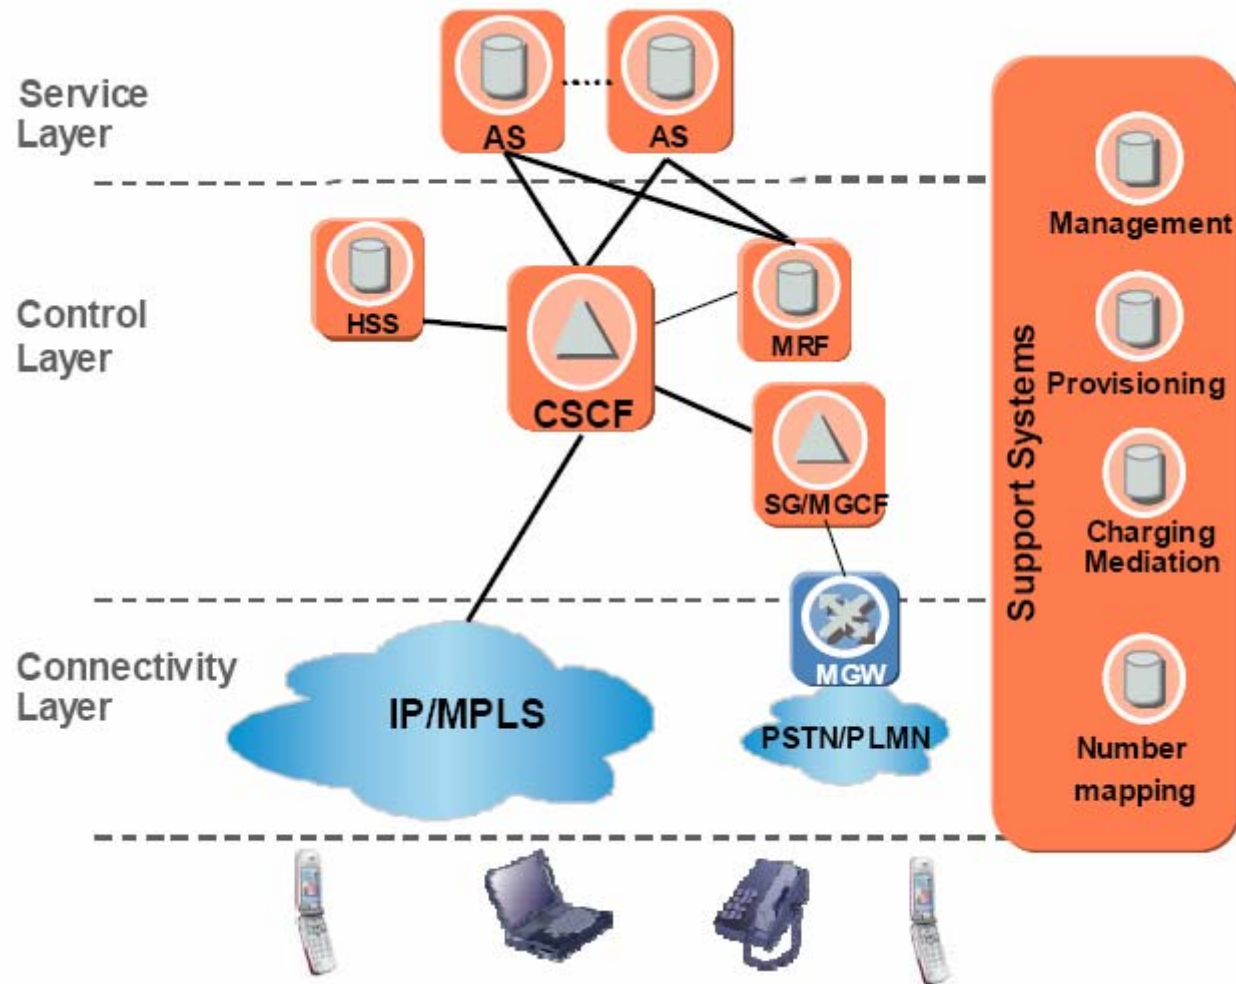 Service
Layer
AS
AS
Control
Layer
HSS
CSCF
MRF
SG/MGCF
Connectivity
Layer
IP/MPLS
MGW
PSTN/PLMN
Support Systems
Management
Provisioning
Charging
Mediation
Number
mapping